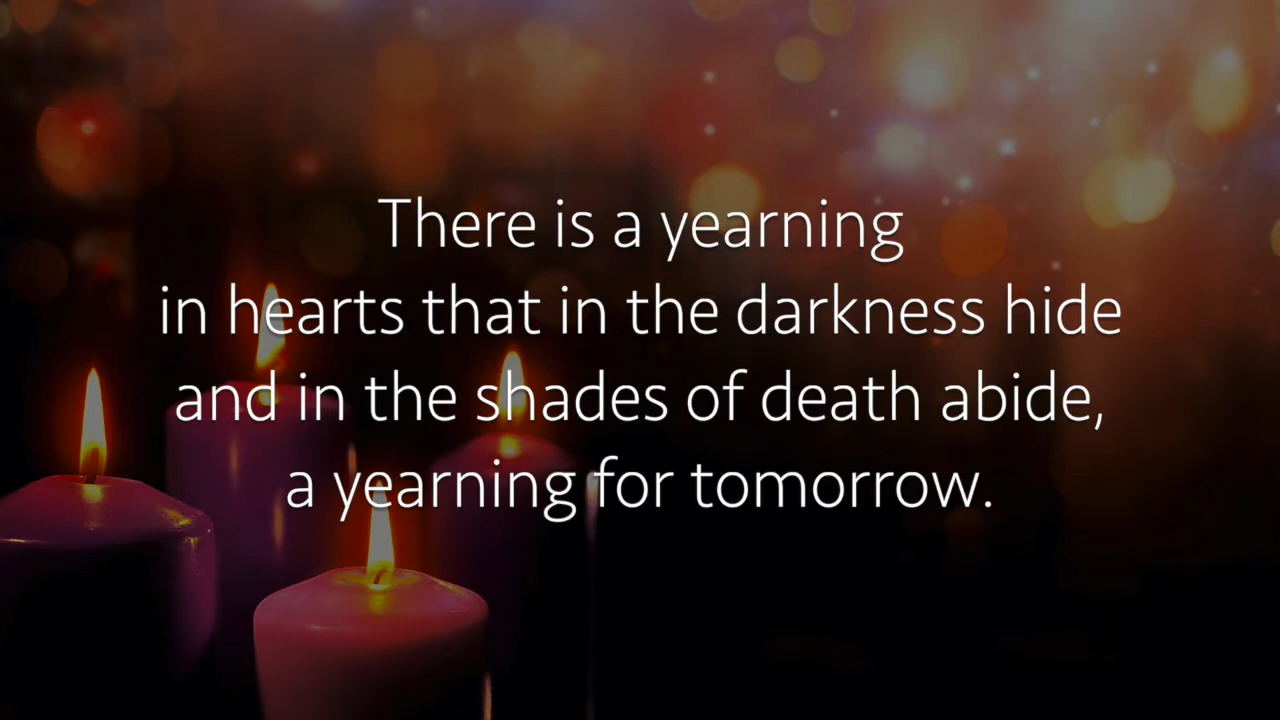 There is a yearning
in hearts that in the darkness hide
and in the shades of death abide,
a yearning for tomorrow.